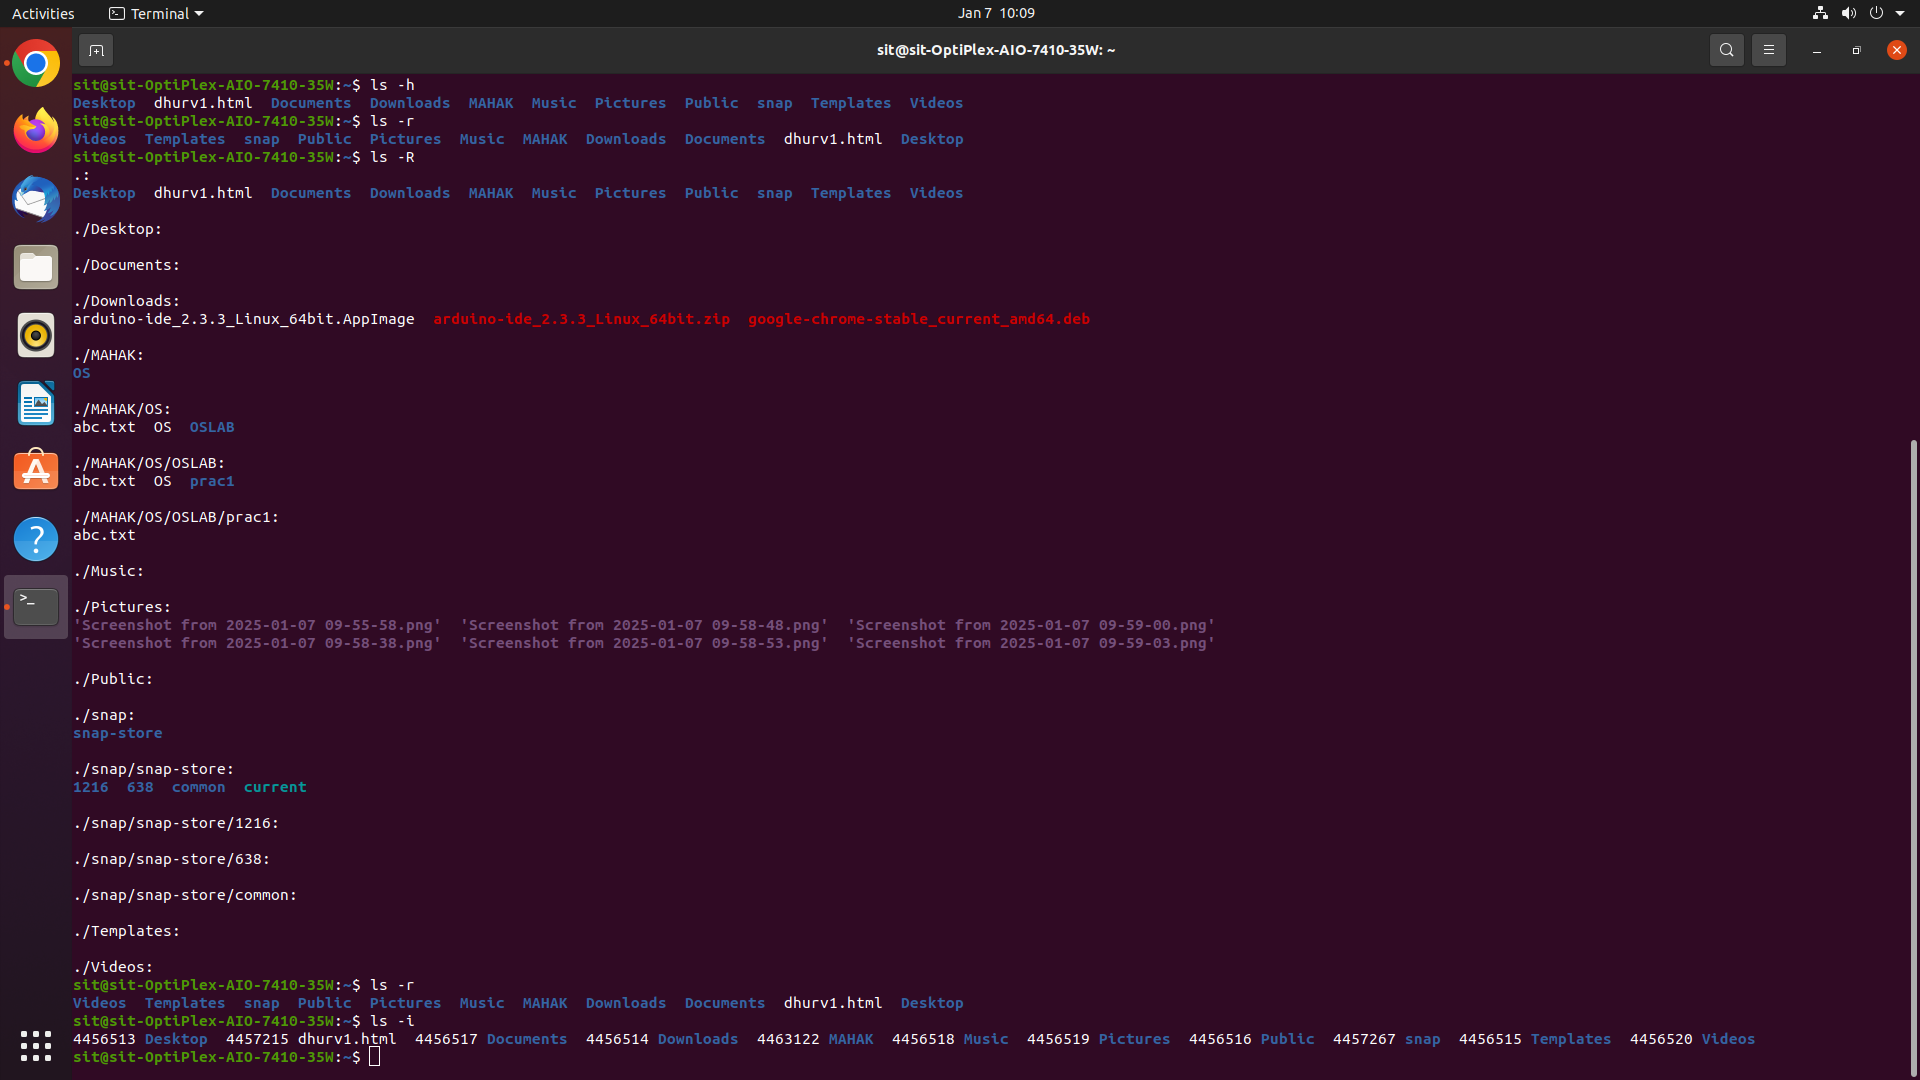 Activities Terminal Jan 7 10:09
sit@sit-OptiPlex-AIO-7410-35W: ~
sit@sit-OptiPlex-AIO-7410-35W:~$ ls -h
Desktop dhurv1.html Documents Downloads MAHAK Music Pictures Public snap Templates Videos
sit@sit-OptiPlex-AIO-7410-35W:~$ ls -r
Videos Templates snap Public Pictures Music MAHAK Downloads Documents dhurv1.html Desktop
sit@sit-OptiPlex-AIO-7410-35W:~$ ls -R
.:
Desktop dhurv1.html Documents Downloads MAHAK Music Pictures Public snap Templates Videos
./Desktop:
./Documents:
./Downloads:
arduino-ide_2.3.3_Linux_64bit.AppImage arduino-ide_2.3.3_Linux_64bit.zip google-chrome-stable_current_amd64.deb
./MAHAK:
OS
./MAHAK/OS:
abc.txt OS OSLAB
./MAHAK/OS/OSLAB:
abc.txt OS prac1
./MAHAK/OS/OSLAB/prac1:
abc.txt
./Music:
./Pictures:
'Screenshot from 2025-01-07 09-55-58.png' 'Screenshot from 2025-01-07 09-58-48.png' 'Screenshot from 2025-01-07 09-59-00.png'
'Screenshot from 2025-01-07 09-58-38.png' 'Screenshot from 2025-01-07 09-58-53.png' 'Screenshot from 2025-01-07 09-59-03.png'
./Public:
./snap:
snap-store
./snap/snap-store:
1216 638 common current
./snap/snap-store/1216:
./snap/snap-store/638:
./snap/snap-store/common:
./Templates:
./Videos:
sit@sit-OptiPlex-AIO-7410-35W:~$ ls -r
Videos Templates snap Public Pictures Music MAHAK Downloads Documents dhurv1.html Desktop
sit@sit-OptiPlex-AIO-7410-35W:~$ ls -i
4456513 Desktop 4457215 dhurv1.html 4456517 Documents 4456514 Downloads 4463122 MAHAK 4456518 Music 4456519 Pictures 4456516 Public 4457267 snap 4456515 Templates 4456520 Videos
sit@sit-OptiPlex-AIO-7410-35W:~$